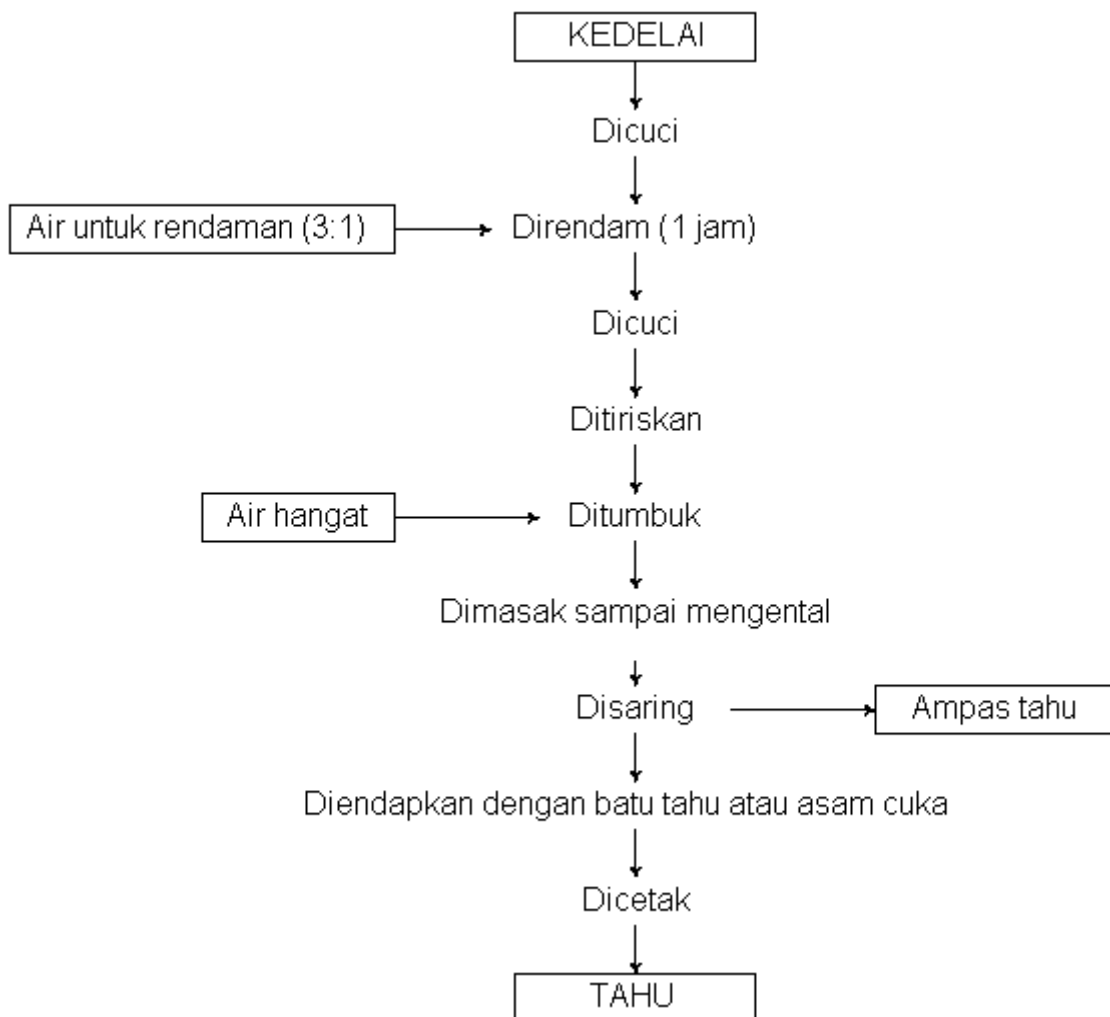 KEDELAI
Dicuci
Air untuk rendaman (3:1)
Direndam (1 jam)
Dicuci
Ditiriskan
Air hangat
Ditumbuk
Dimasak sampai mengental
Disaring
Ampas tahu
Diendapkan dengan batu tahu atau asam cuka
Dicetak
TAHU